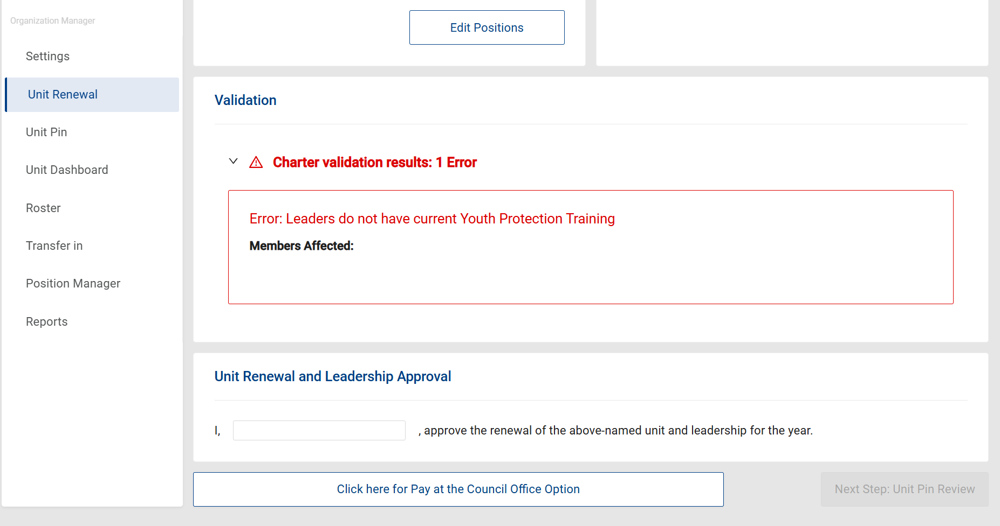 Organization Manager
Settings
Unit Renewal
Unit Pin
Unit Dashboard
Roster
Transfer in
Position Manager
Reports
Edit Positions
Validation
Charter validation results: 1 Error
Error: Leaders do not have current Youth Protection Training
Members Affected:
Unit Renewal and Leadership Approval
I, , approve the renewal of the above-named unit and leadership for the year.
Click here for Pay at the Council Office Option
Next Step: Unit Pin Review